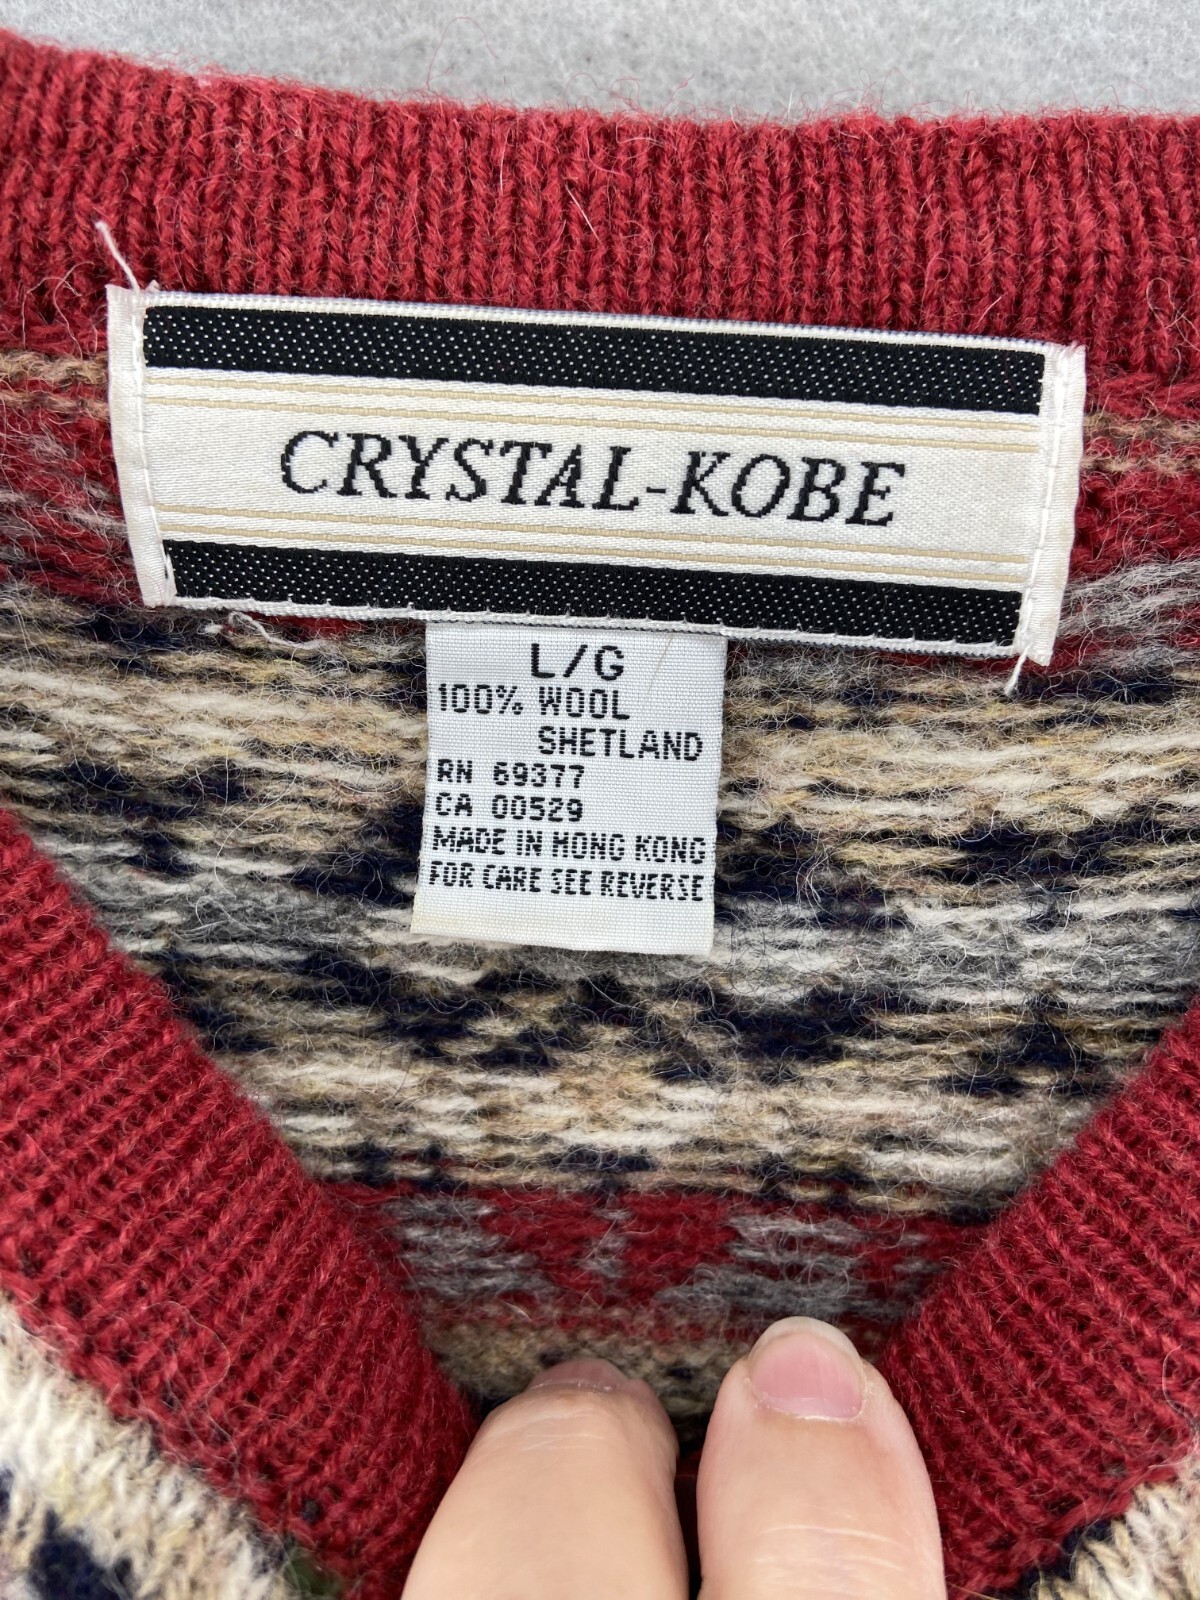 CRYSTAL-KOBE
L/G
100% WOOL
SHETLAND
RN 69377
CA 00529
MADE IN HONG KONG
FOR CARE SEE REVERSE